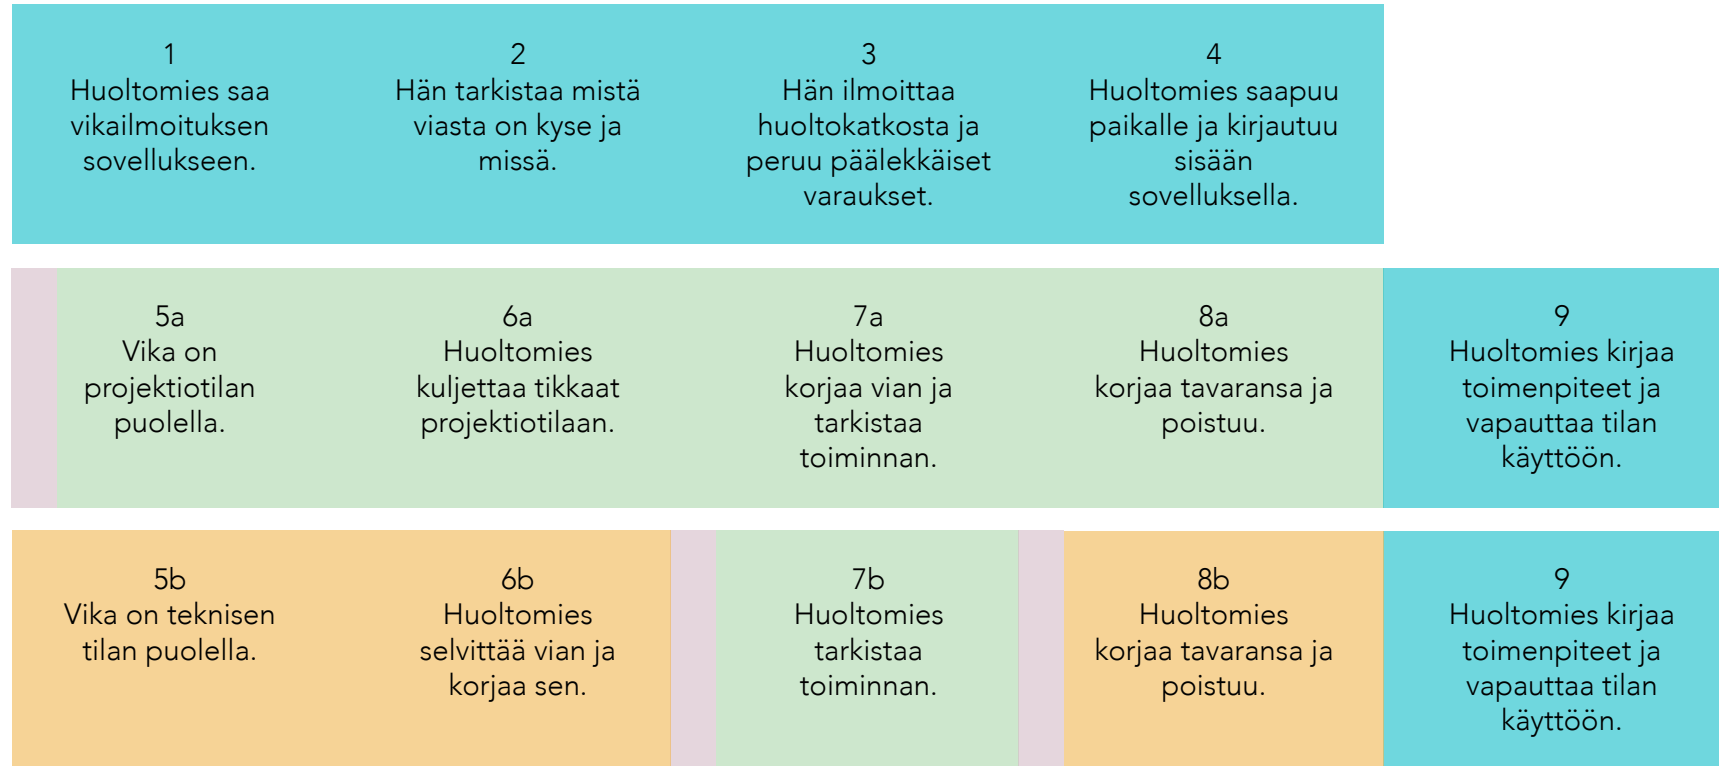 1
Huoltomies saa
vikailmoituksen
sovellukseen.
2
Hän tarkistaa mistä
viasta on kyse ja
missä.
3
Hän ilmoittaa
huoltokatkosta ja
peruu päälekkäiset
varaukset.
4
Huoltomies saapuu
paikalle ja kirjautuu
sisään
sovelluksella.
5a
Vika on
projektiotilan
puolella.
6a
Huoltomies
kuljettaa tikkaat
projektiotilaan.
7a
Huoltomies
korjaa vian ja
tarkistaa
toiminnan.
8a
Huoltomies
korjaa tavaransa ja
poistuu.
9
Huoltomies kirjaa
toimenpiteet ja
vapauttaa tilan
käyttöön.
5b
Vika on teknisen
tilan puolella.
6b
Huoltomies
selvittää vian ja
korjaa sen.
7b
Huoltomies
tarkistaa
toiminnan.
8b
Huoltomies
korjaa tavaransa ja
poistuu.
9
Huoltomies kirjaa
toimenpiteet ja
vapauttaa tilan
käyttöön.